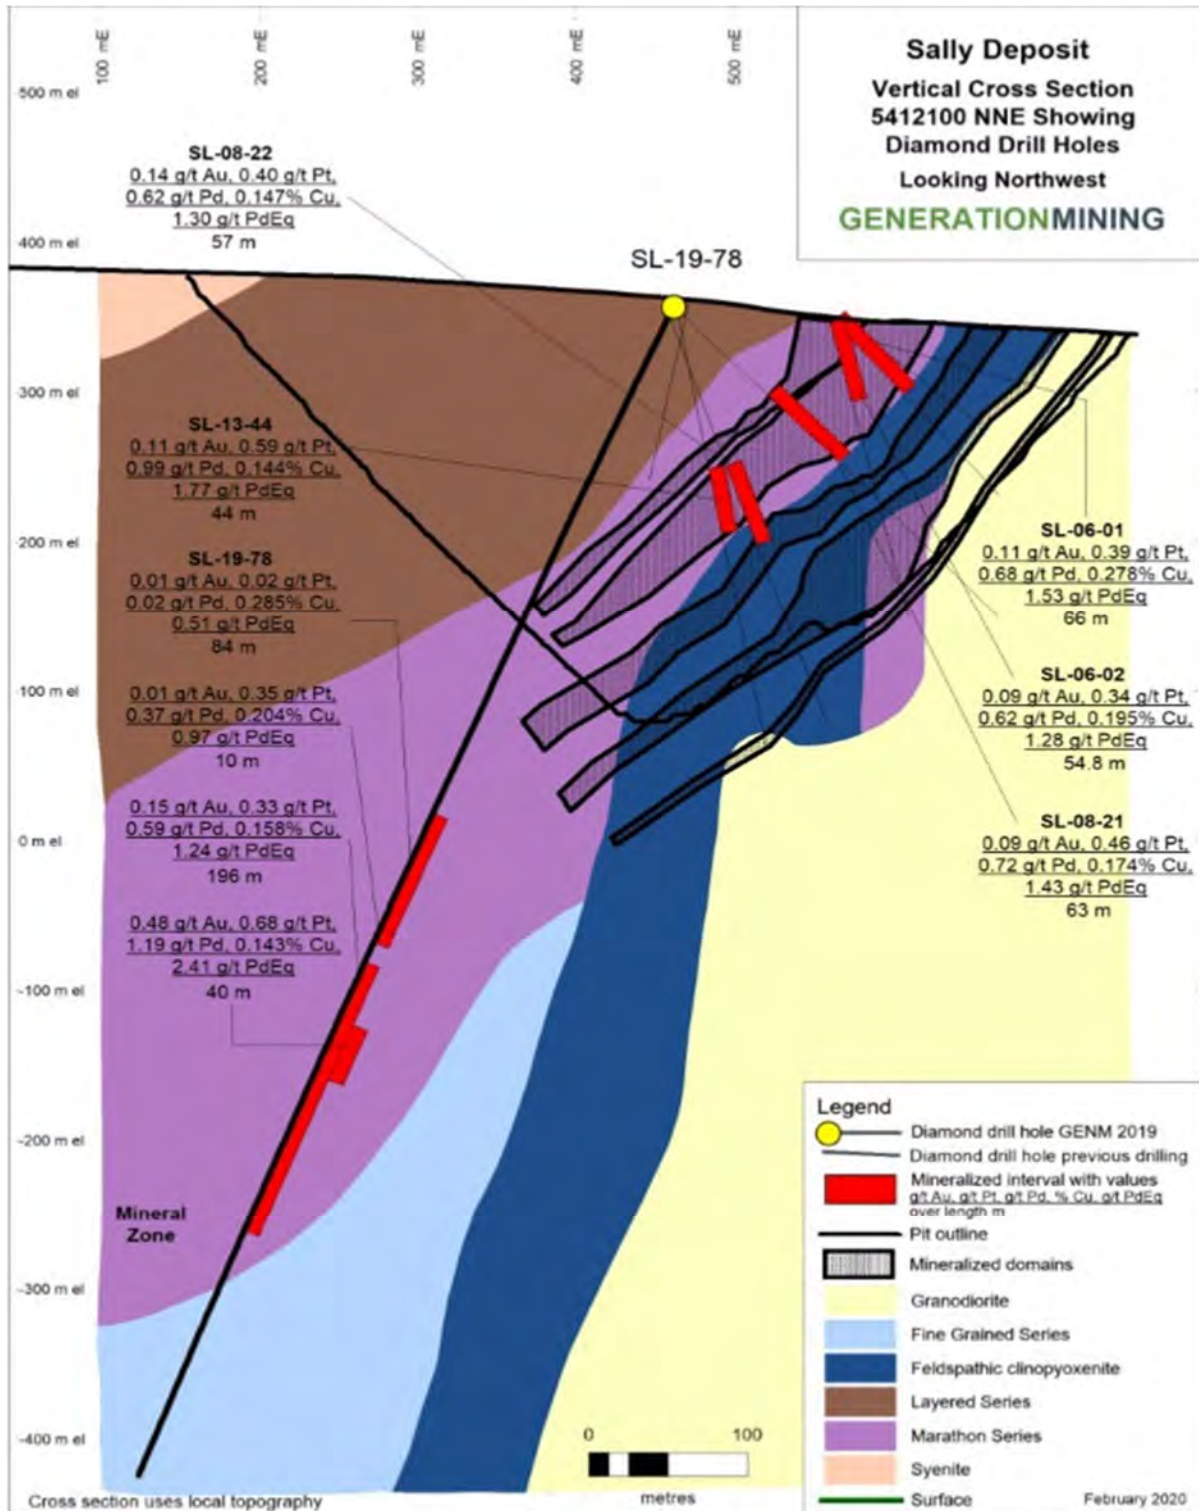 100 mE
200 mE
300 mE
400 mE
500 mE
Sally Deposit
Vertical Cross Section
5412100 NNE Showing
Diamond Drill Holes
Looking Northwest
GENERATIONMINING
500 m el
400 m el
300 m el
200 m el
100 m el
0 m el
-100 m el
-200 m el
-300 m el
-400 m el
SL-08-22
0.14 g/t Au, 0.40 g/t Pt,
0.62 g/t Pd, 0.147% Cu,
1.30 g/t PdEq
57 m
SL-19-78
SL-13-44
0.11 g/t Au, 0.59 g/t Pt,
0.99 g/t Pd, 0.144% Cu,
1.77 g/t PdEq
44 m
SL-19-78
0.01 g/t Au, 0.02 g/t Pt,
0.02 g/t Pd, 0.285% Cu,
0.51 g/t PdEq
84 m
0.01 g/t Au, 0.35 g/t Pt,
0.37 g/t Pd, 0.204% Cu,
0.97 g/t PdEq
10 m
0.15 g/t Au, 0.33 g/t Pt,
0.59 g/t Pd, 0.158% Cu,
1.24 g/t PdEq
196 m
0.48 g/t Au, 0.68 g/t Pt,
1.19 g/t Pd, 0.143% Cu,
2.41 g/t PdEq
40 m
SL-06-01
0.11 g/t Au, 0.39 g/t Pt,
0.68 g/t Pd, 0.278% Cu,
1.53 g/t PdEq
66 m
SL-06-02
0.09 g/t Au, 0.34 g/t Pt,
0.62 g/t Pd, 0.195% Cu,
1.28 g/t PdEq
54.8 m
SL-08-21
0.09 g/t Au, 0.46 g/t Pt,
0.72 g/t Pd, 0.174% Cu,
1.43 g/t PdEq
63 m
Mineral
Zone
Legend
Diamond drill hole GENM 2019
Diamond drill hole previous drilling
Mineralized interval with values
g/t Au, g/t Pt, g/t Pd, % Cu, g/t PdEq
over length m
Pit outline
Mineralized domains
Granodiorite
Fine Grained Series
Feldspathic clinopyoxenite
Layered Series
Marathon Series
Syenite
Surface
0
100
metres
Cross section uses local topography
February 2020